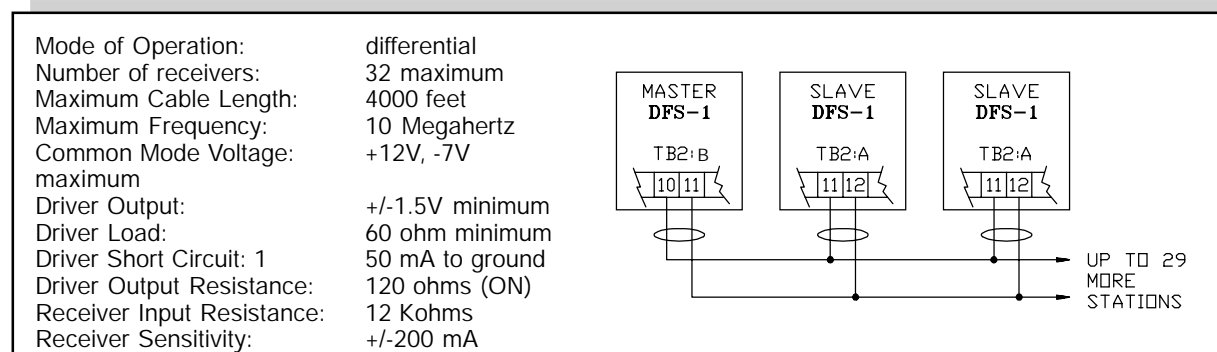 Mode of Operation: differential
Number of receivers: 32 maximum
Maximum Cable Length: 4000 feet
Maximum Frequency: 10 Megahertz
Common Mode Voltage: +12V, -7V
maximum
Driver Output: +/-1.5V minimum
Driver Load: 60 ohm minimum
Driver Short Circuit: 1 50 mA to ground
Driver Output Resistance: 120 ohms (ON)
Receiver Input Resistance: 12 Kohms
Receiver Sensitivity: +/-200 mA
MASTER
DFS-1
TB2:B
10 11
SLAVE
DFS-1
TB2:A
11 12
SLAVE
DFS-1
TB2:A
11 12
UP TO 29
MORE
STATIONS